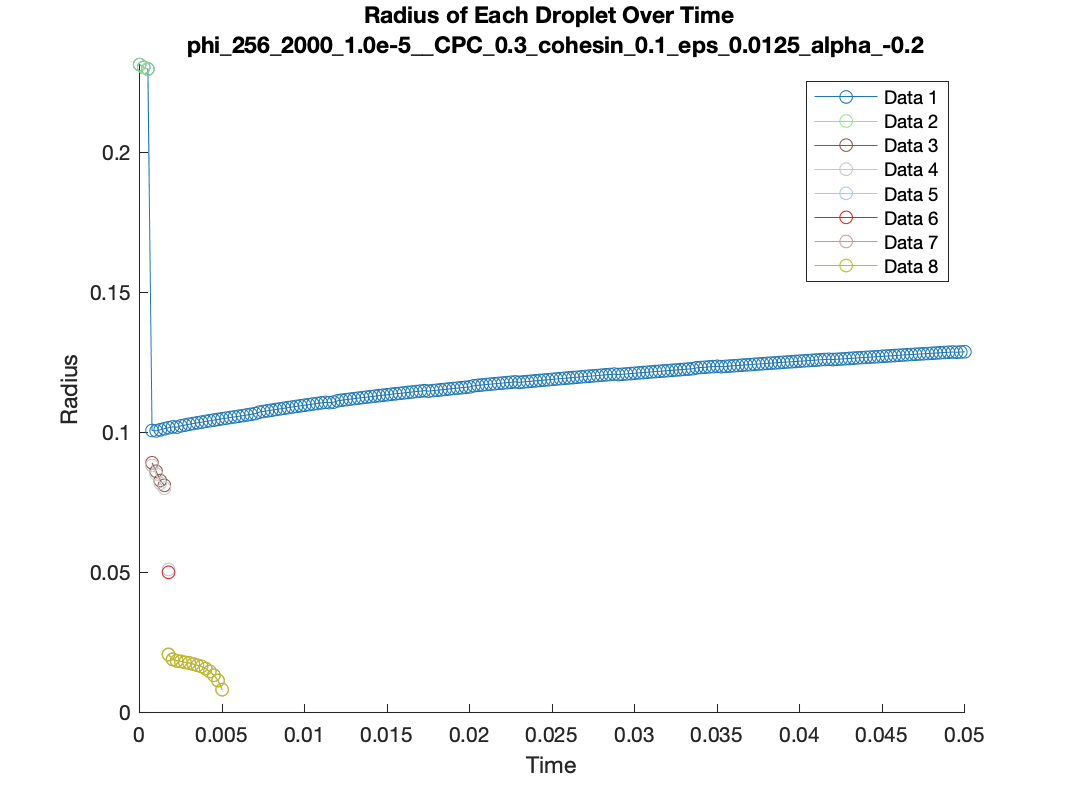 Radius of Each Droplet Over Time
phi_256_2000_1.0e-5__CPC_0.3_cohesin_0.1_eps_0.0125_alpha_-0.2
Data 1
Data 2
Data 3
Data 4
Data 5
Data 6
Data 7
Data 8
Radius
0.2
0.15
0.1
0.05
0
0 0.005 0.01 0.015 0.02 0.025 0.03 0.035 0.04 0.045 0.05
Time